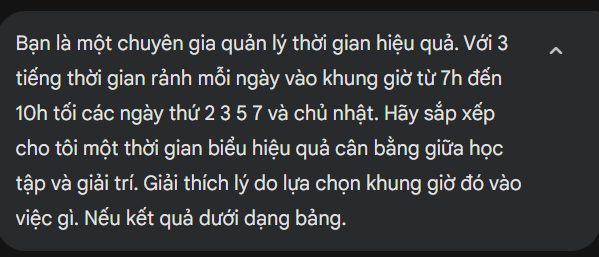 Bạn là một chuyên gia quản lý thời gian hiệu quả. Với 3
tiếng thời gian rảnh mỗi ngày vào khung giờ từ 7h đến
10h tối các ngày thứ 2 3 5 7 và chủ nhật. Hãy sắp xếp
cho tôi một thời gian biểu hiệu quả cân bằng giữa học
tập và giải trí. Giải thích lý do lựa chọn khung giờ đó vào
việc gì. Nếu kết quả dưới dạng bảng.